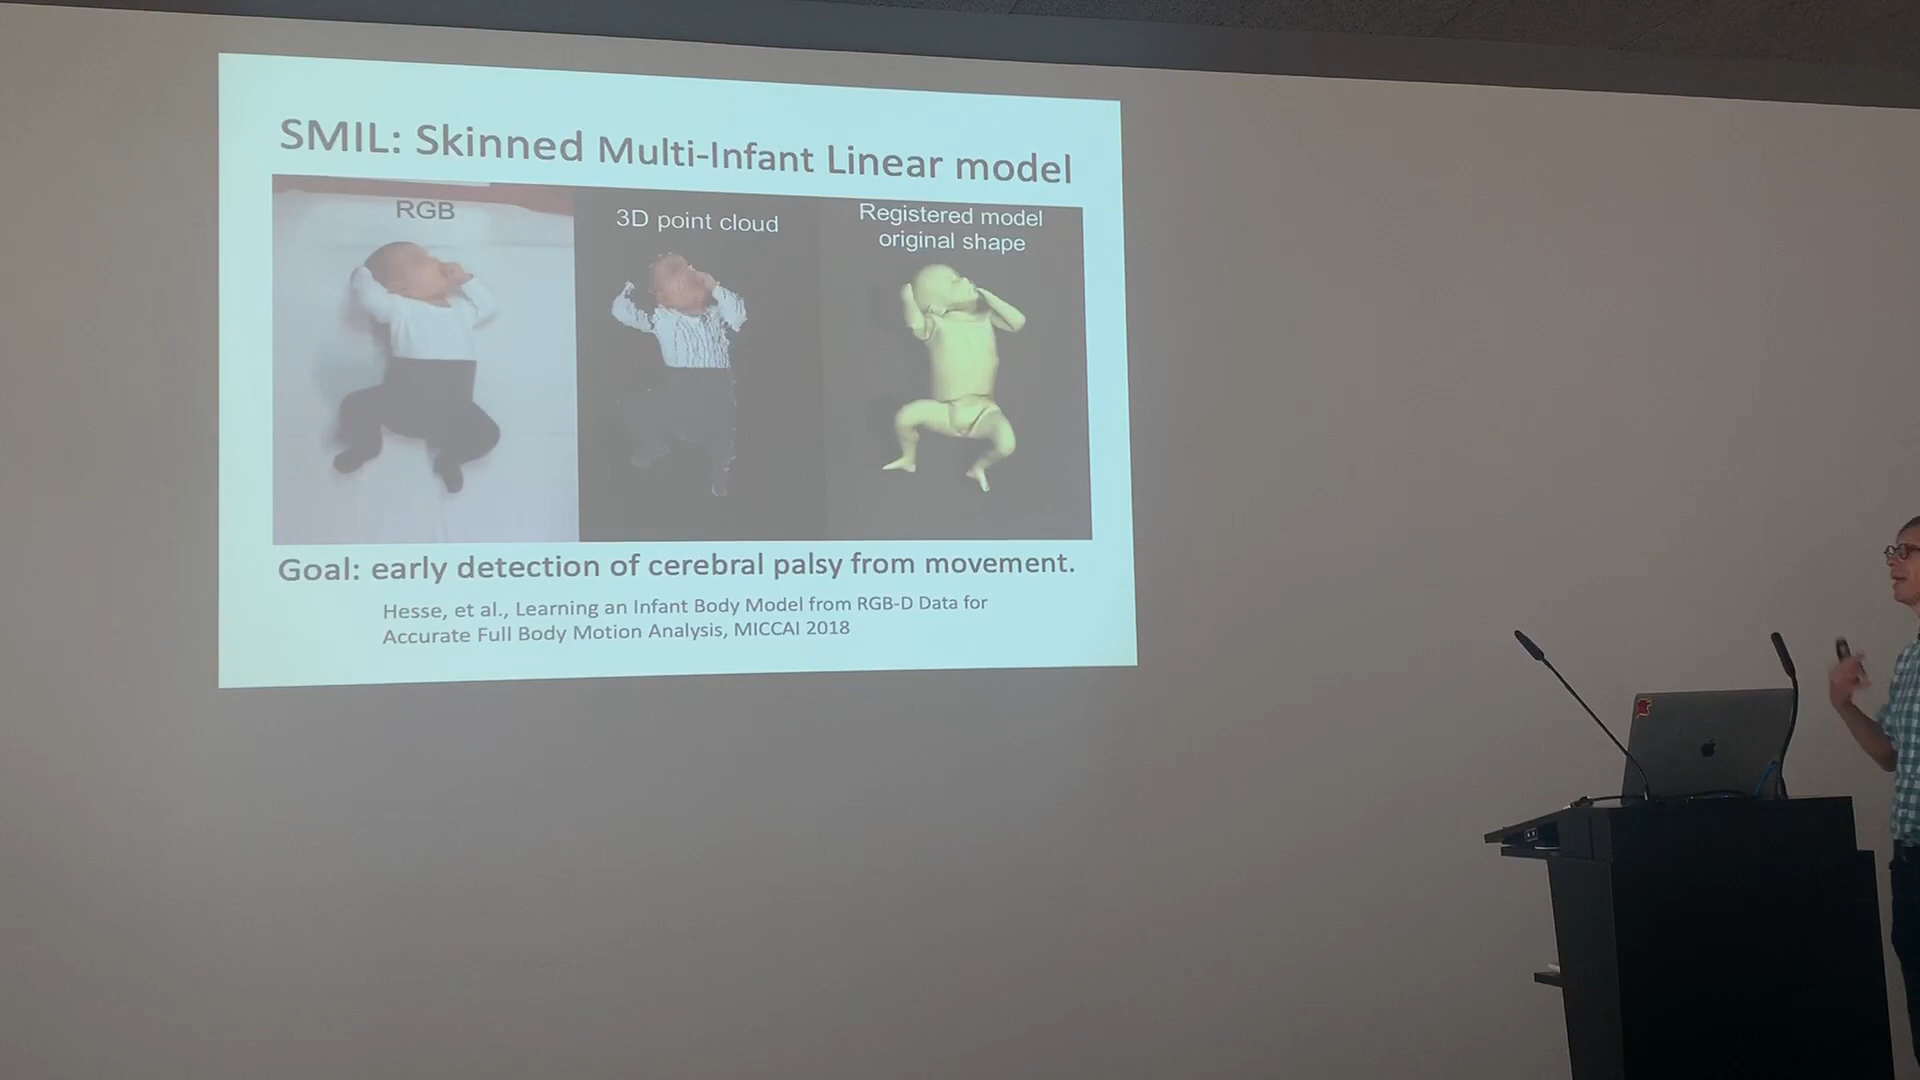 SMIL: Skinned Multi-Infant Linear model
RGB
3D point cloud
Registered model
original shape
Goal: early detection of cerebral palsy from movement.
Hesse, et al., Learning an Infant Body Model from RGB-D Data for
Accurate Full Body Motion Analysis, MICCAI 2018